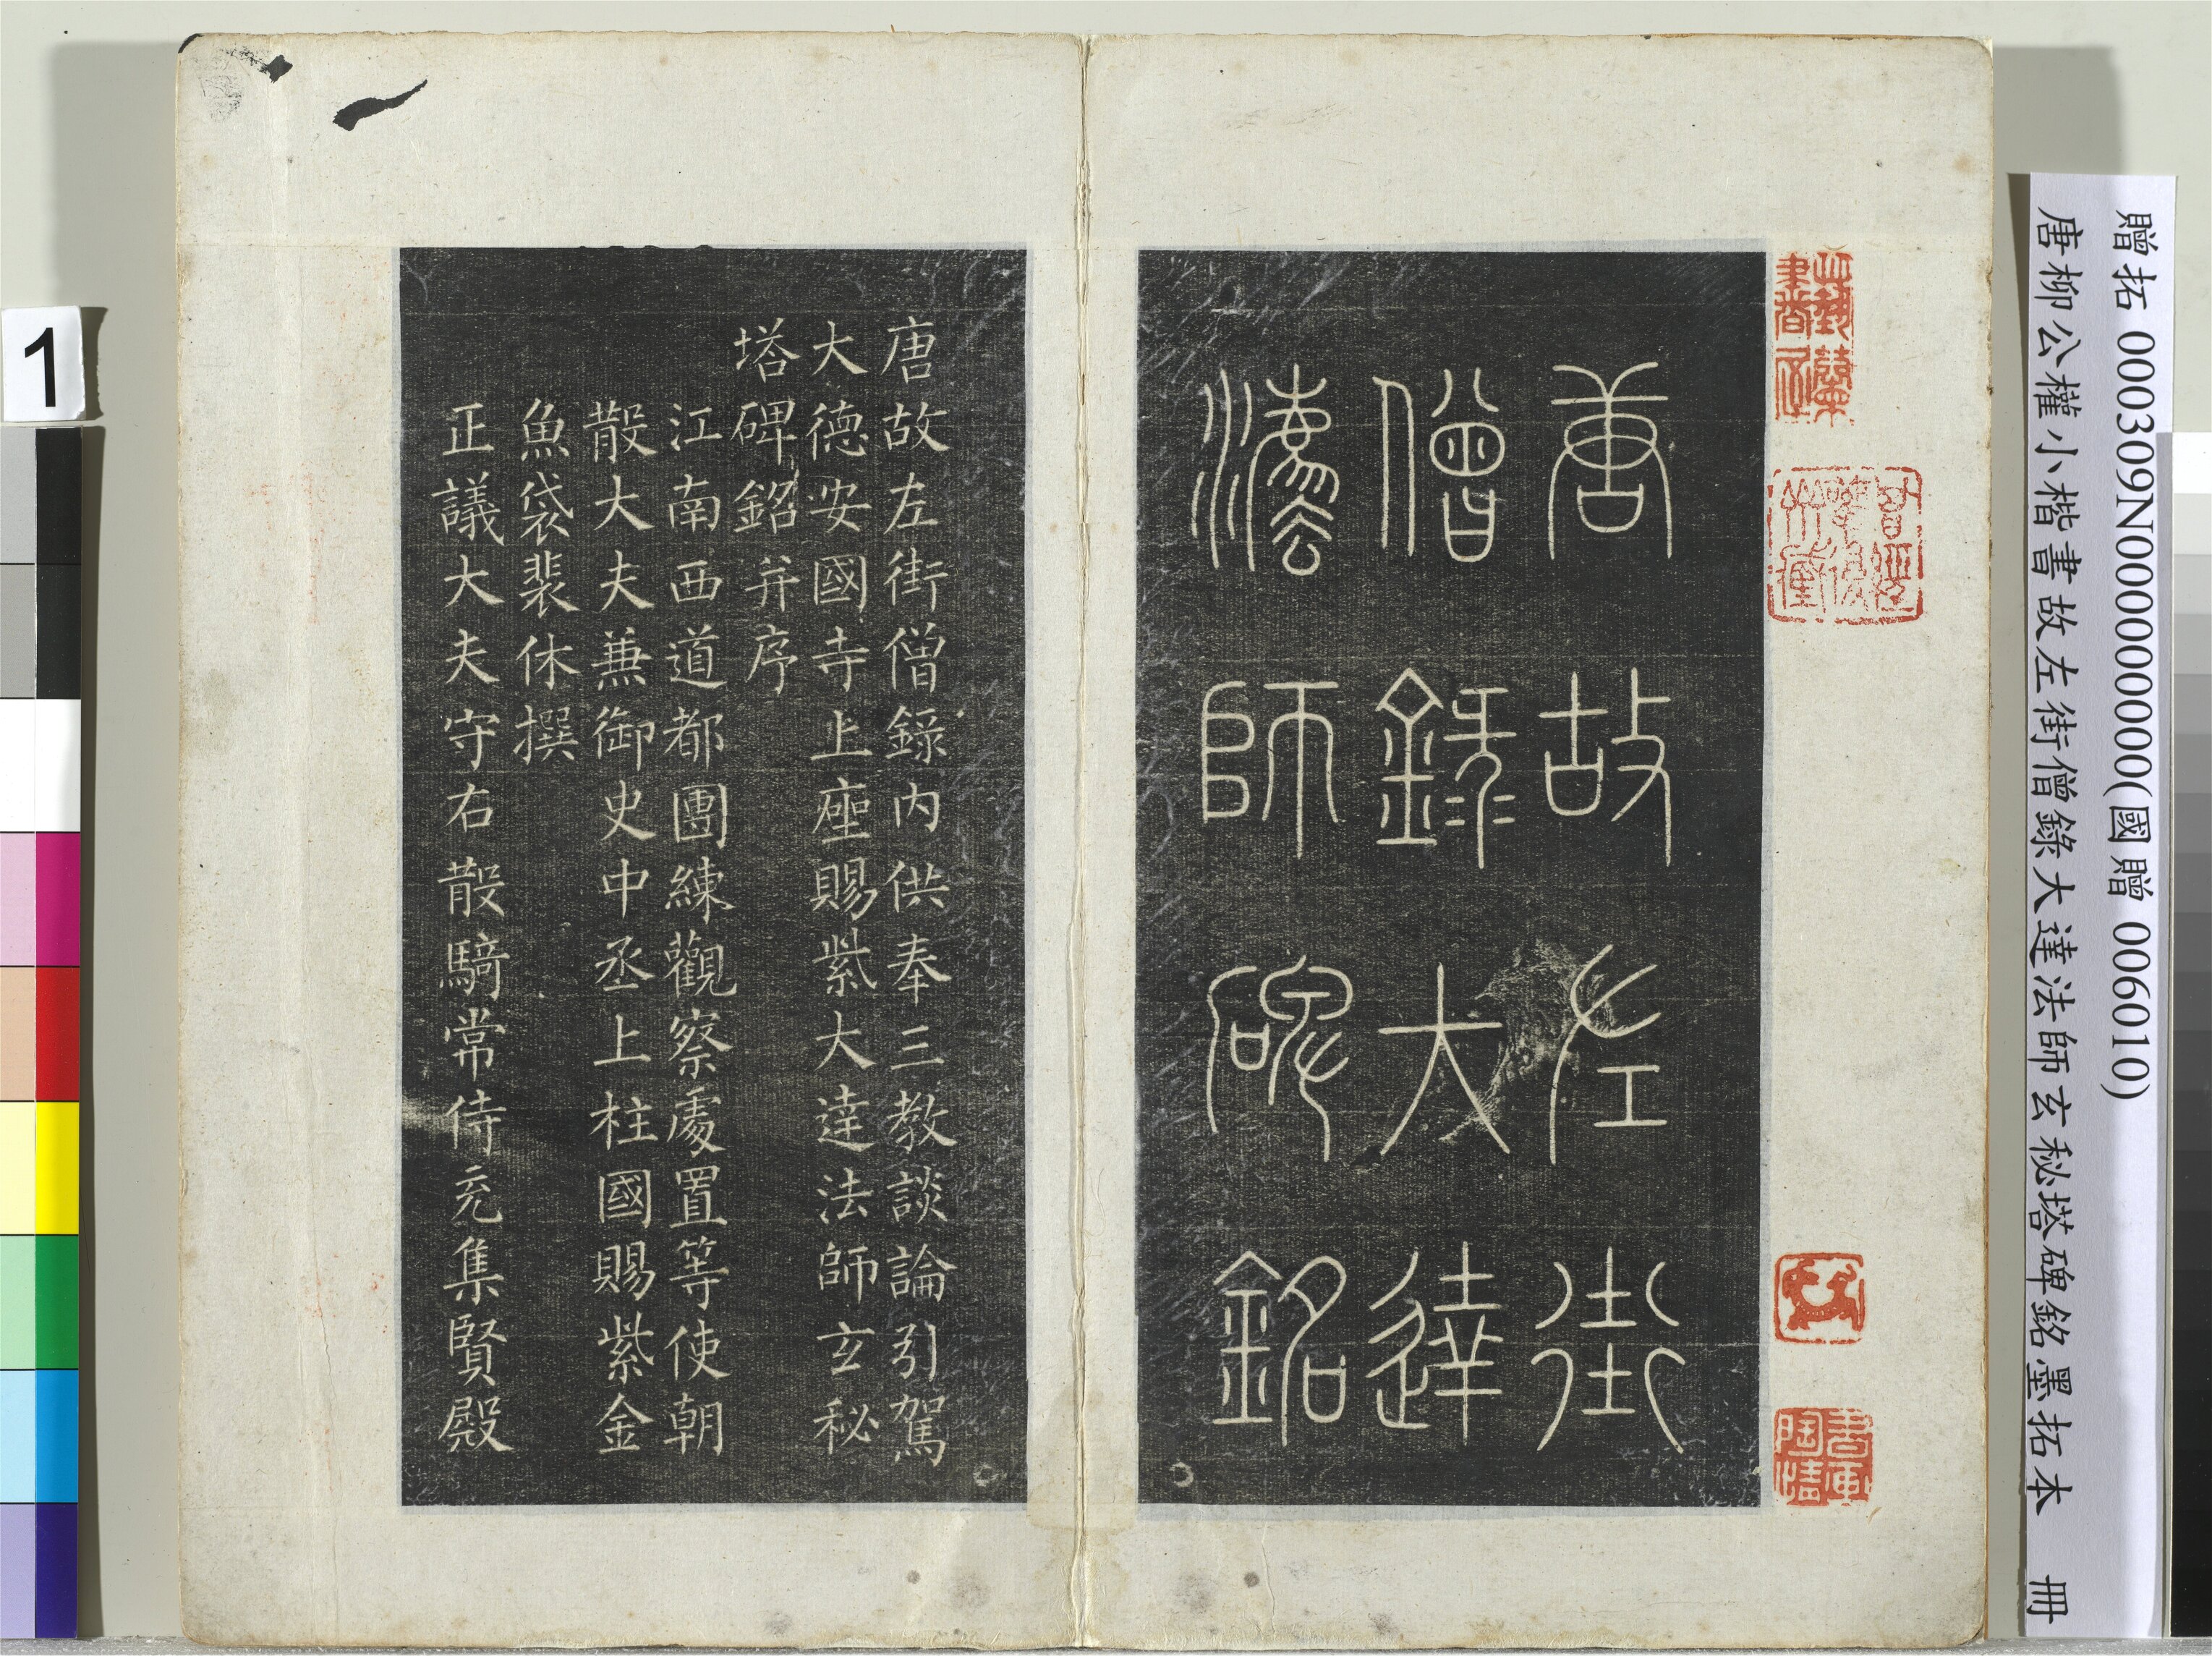 贈拓 000309N000000000(國贈 006010)
唐柳公權小楷書故左街僧錄大達法師玄秘塔碑銘墨拓本 冊
唐故左街
僧錄大達
法師碑銘
唐故左街僧錄内供奉三教談論引駕
大德安國寺上座賜紫大達法師玄秘
塔碑銘并序
江南西道都團練觀察處置等使朝
散大夫兼御史中丞上柱國賜紫金
魚袋裴休撰
正議大夫守右散騎常侍充集賢殿
書畫陶情
1